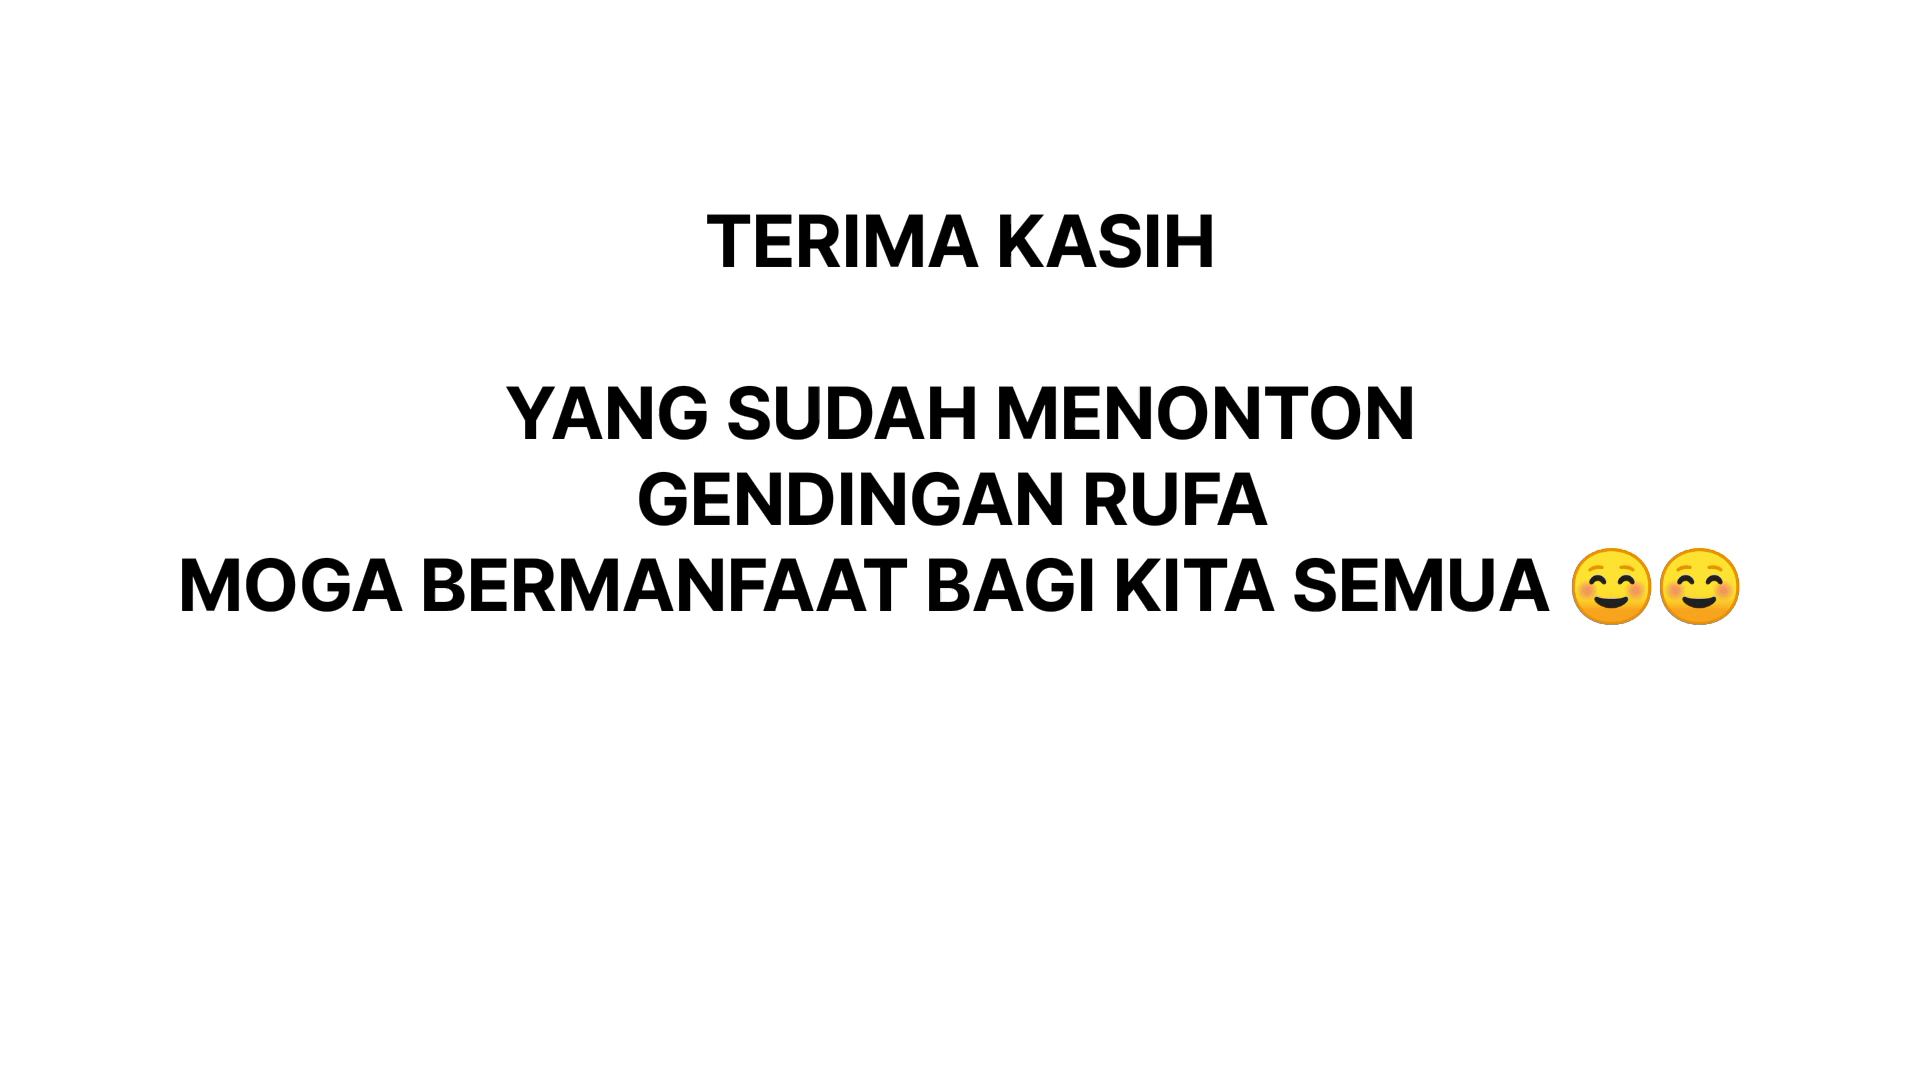 TERIMA KASIH
YANG SUDAH MENONTON
GENDINGAN RUFA
MOGA BERMANFAAT BAGI KITA SEMUA ☺️☺️